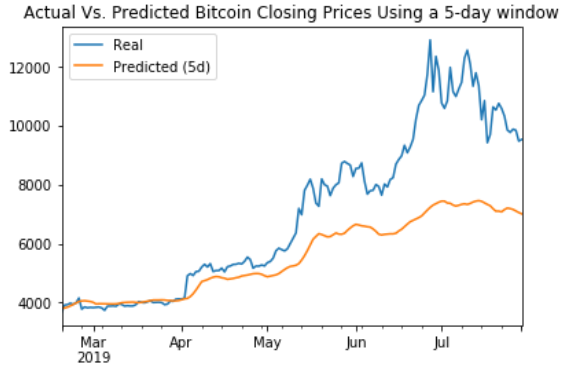 Actual Vs. Predicted Bitcoin Closing Prices Using a 5-day window
Real
Predicted (5d)
12000
10000
8000
6000
4000
Mar Apr May Jun Jul
2019